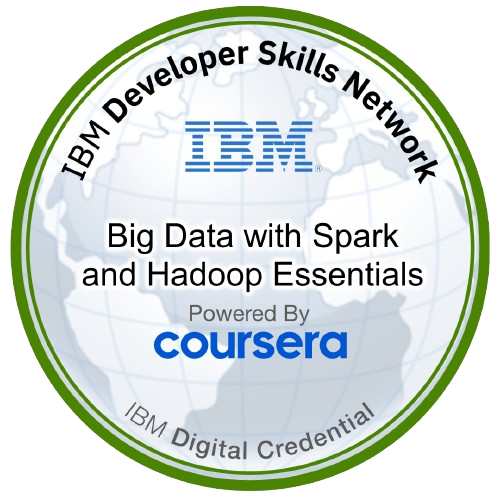 IBM Developer Skills Network
IBM®
Big Data with Spark
and Hadoop Essentials
Powered By
coursera
IBM Digital Credential